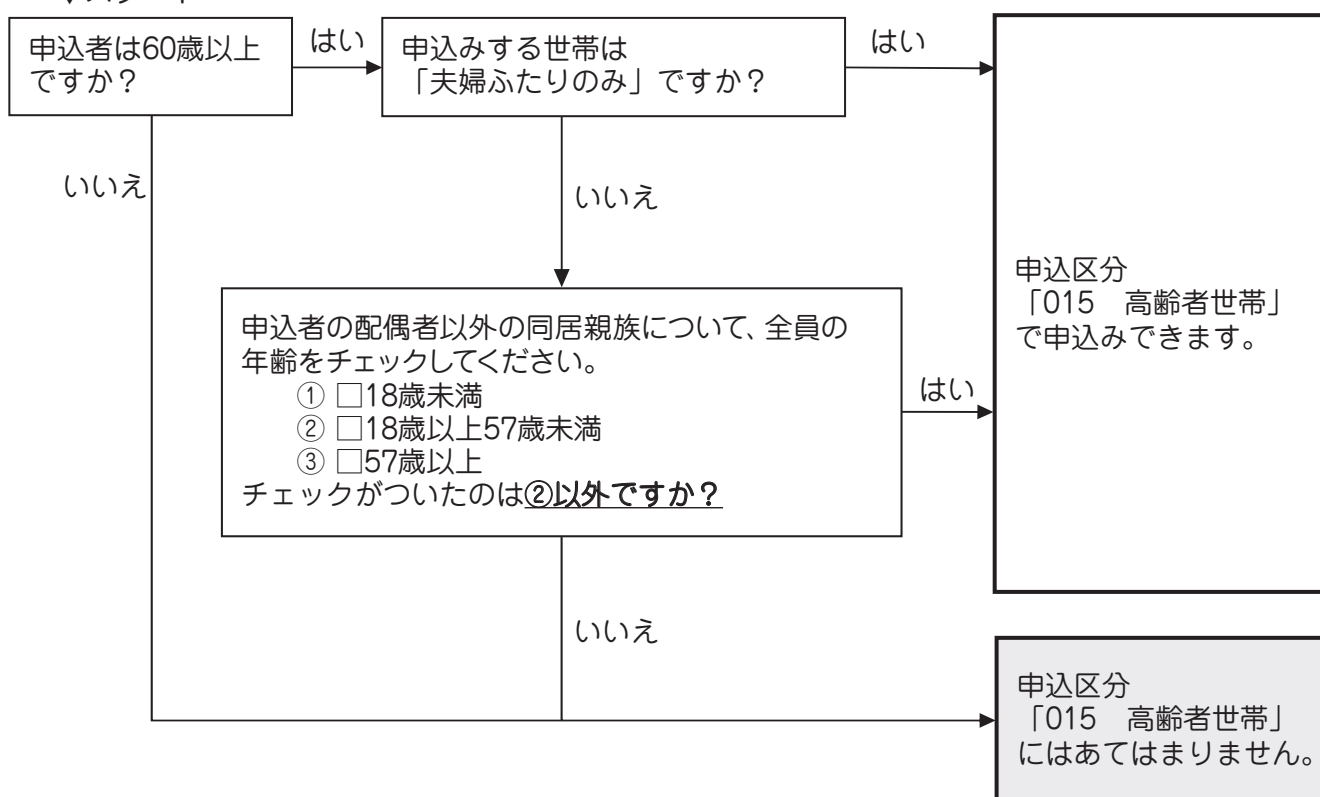 申込者は60歳以上
ですか？
はい
申込みする世帯は
「夫婦ふたりのみ」ですか？
はい
いいえ
いいえ
申込者の配偶者以外の同居親族について、全員の
年齢をチェックしてください。
① □18歳未満
② □18歳以上57歳未満
③ □57歳以上
チェックがついたのは②以外ですか？
はい
申込区分
「015　高齢者世帯」
で申込みできます。
いいえ
申込区分
「015　高齢者世帯」
にはあてはまりません。